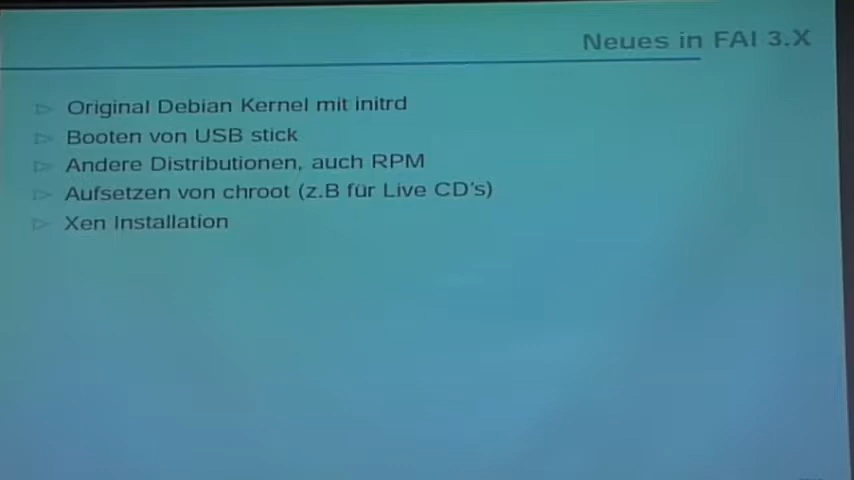 Neues in FAI 3.X
Original Debian Kernel mit initrd
Booten von USB stick
Andere Distributionen, auch RPM
Aufsetzen von chroot (z.B für Live CD's)
Xen Installation